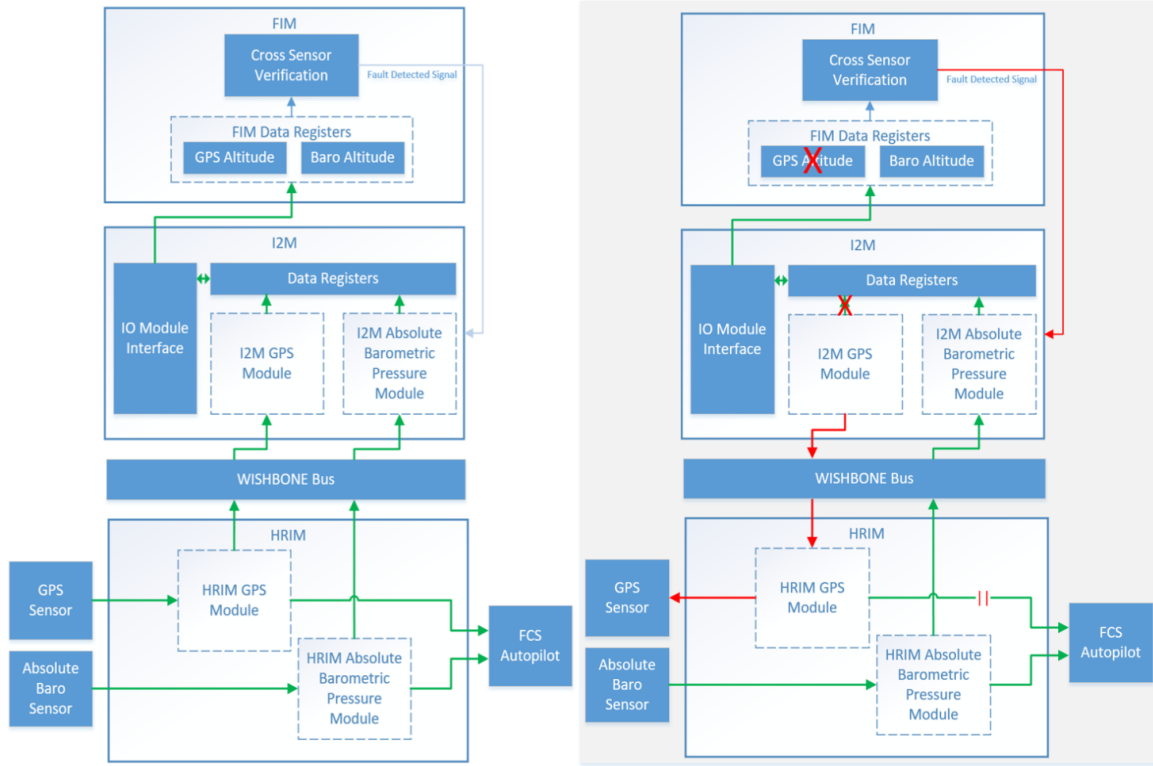 FIM
Cross Sensor
Verification
Fault Detected Signal
FIM Data Registers
GPS Altitude
Baro Altitude
I2M
Data Registers
IO Module
Interface
I2M GPS
Module
I2M Absolute
Barometric
Pressure
Module
WISHBONE Bus
HRIM
GPS
Sensor
HRIM GPS
Module
FCS
Autopilot
Absolute
Baro
Sensor
HRIM Absolute
Barometric
Pressure
Module
FIM
Cross Sensor
Verification
Fault Detected Signal
FIM Data Registers
GPS Altitude
Baro Altitude
I2M
Data Registers
IO Module
Interface
I2M GPS
Module
I2M Absolute
Barometric
Pressure
Module
WISHBONE Bus
HRIM
GPS
Sensor
HRIM GPS
Module
FCS
Autopilot
Absolute
Baro
Sensor
HRIM Absolute
Barometric
Pressure
Module